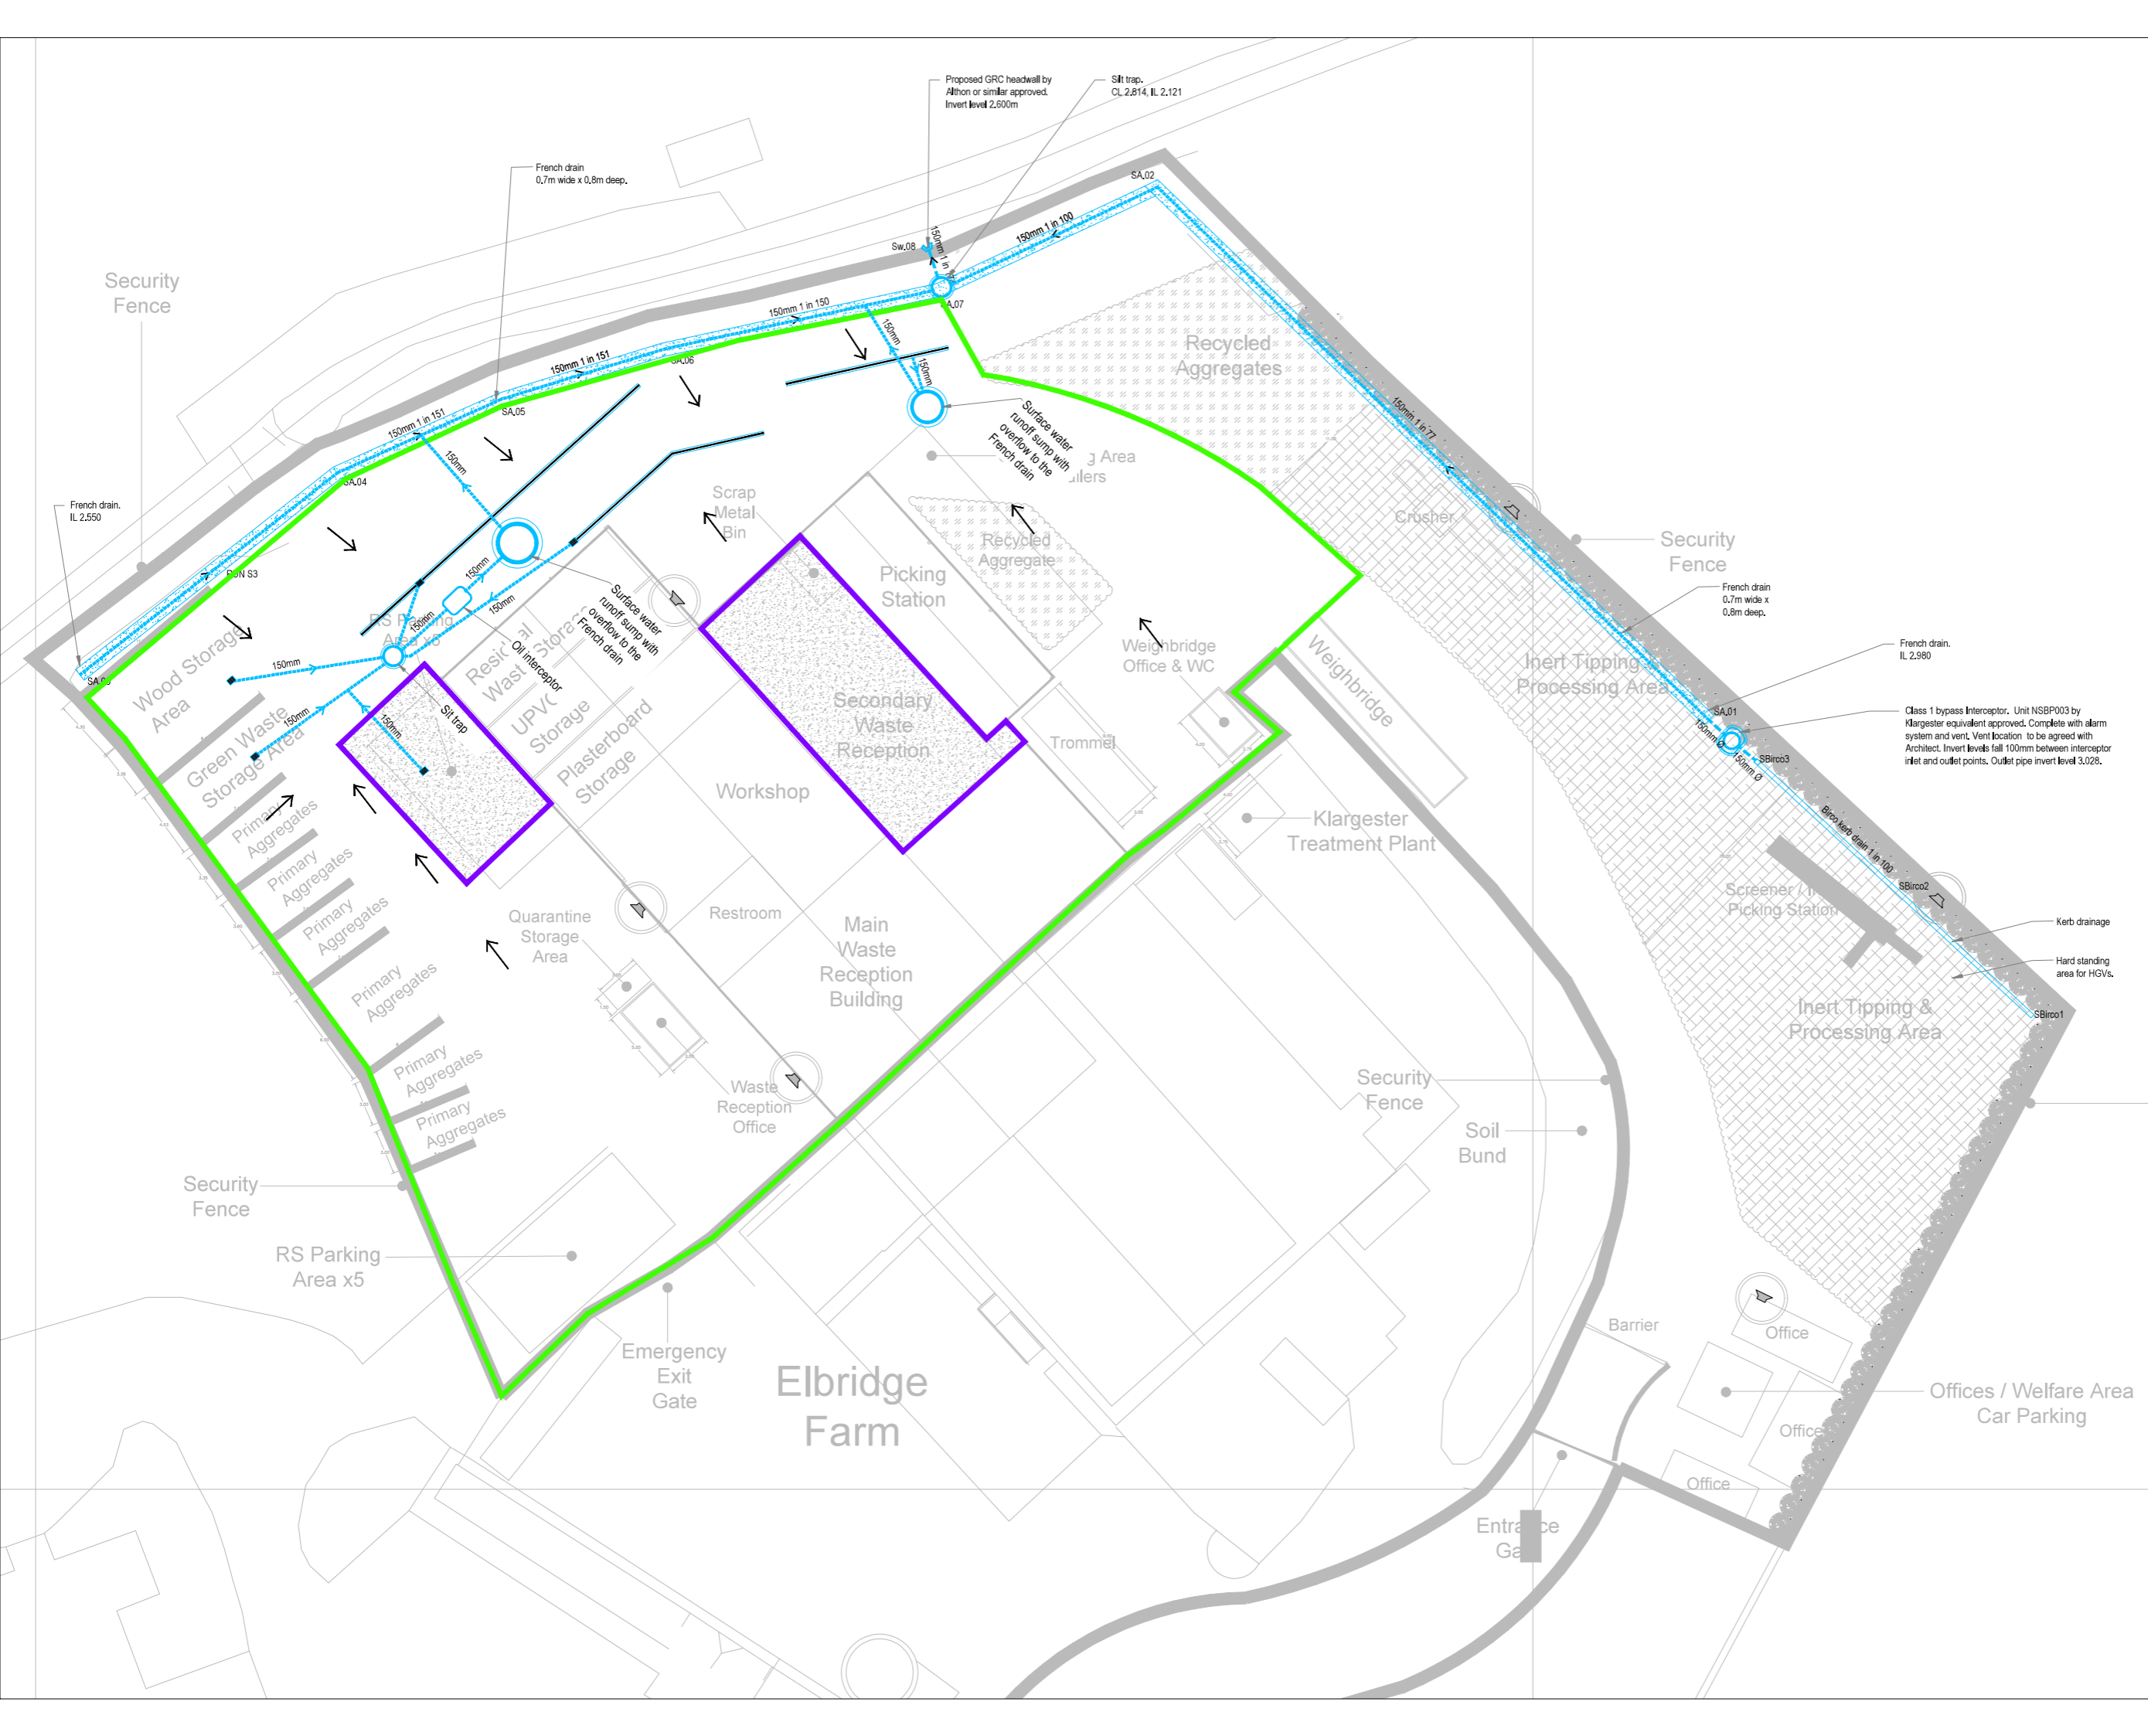 Proposed GRC headwall by
Althon or similar approved.
Invert level 2.600m
Silt trap.
CL 2.814, IL 2.121
French drain
0.7m wide x 0.8m deep.
SA.02
150mm 1 in 100
Sw.08
SA.07
Security
Fence
150mm 1 in 150
150mm 1 in 151
SA.06
SA.05
150mm 1 in 151
SA.04
150mm
150mm
150mm
Recycled
Aggregates
150mm 1 in 77
Surface water
runoff sump with
overflow to the
French drain
French drain.
IL 2.550
RUN S3
Scrap
Metal
Bin
Crusher
Security
Fence
Recycled
Aggregate
Picking
Station
French drain
0.7m wide x
0.8m deep.
150mm
150mm
150mm
Surface water
runoff sump with
overflow to the
French drain
Oil interceptor
RS Parking
Area x5
Wood Storage
Area
150mm
Waste Storage
UPVC
Storage
Plasterboard
Storage
Silt trap
Weighbridge
Office & WC
Weighbridge
Inert Tipping &
Processing Area
French drain.
IL 2.980
Secondary
Waste
Reception
Trommel
SA.01
150mm Ø
150mm Ø
SBirco3
Class 1 bypass Interceptor. Unit NSBP003 by
Klargester equivalent approved. Complete with alarm
system and vent. Vent location to be agreed with
Architect. Invert levels fall 100mm between interceptor
inlet and outlet points. Outlet pipe invert level 3.028.
Green Waste
Storage Area
150mm
150mm
Workshop
Klargester
Treatment Plant
Birco kerb drain 1 in 100
Primary
Aggregates
Primary
Aggregates
Primary
Aggregates
Primary
Aggregates
Primary
Aggregates
Primary
Aggregates
Picking Station
SBirco2
Kerb drainage
Hard standing
area for HGVs.
Quarantine
Storage
Area
Restroom
Main
Waste
Reception
Building
Inert Tipping &
Processing Area
SBirco1
Waste
Reception
Office
Security
Fence
Soil
Bund
Security
Fence
RS Parking
Area x5
Emergency
Exit
Gate
Elbridge
Farm
Barrier
Office
Offices / Welfare Area
Car Parking
Office
Office